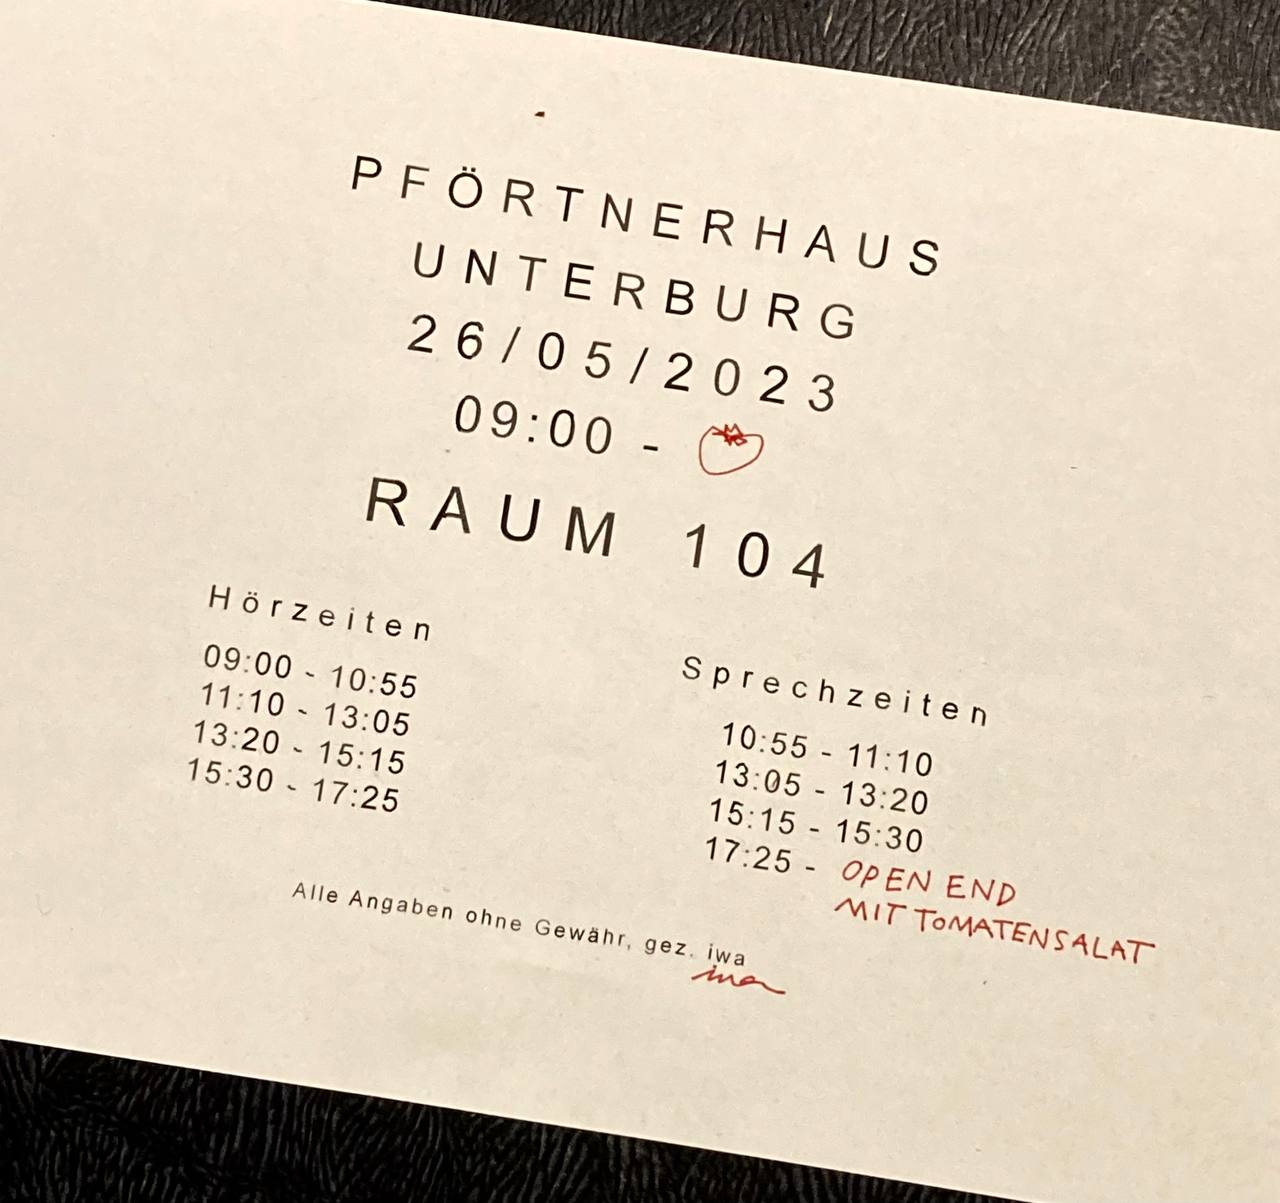 PFÖRTNERHAUS
UNTERBURG
26/05/2023
09:00 -
RAUM 104
Hörzeiten
09:00 - 10:55
11:10 - 13:05
13:20 - 15:15
15:30 - 17:25
Sprechzeiten
10:55 - 11:10
13:05 - 13:20
15:15 - 15:30
17:25 - OPEN END
MIT TOMATENSALAT
Alle Angaben ohne Gewähr, gez. iwa